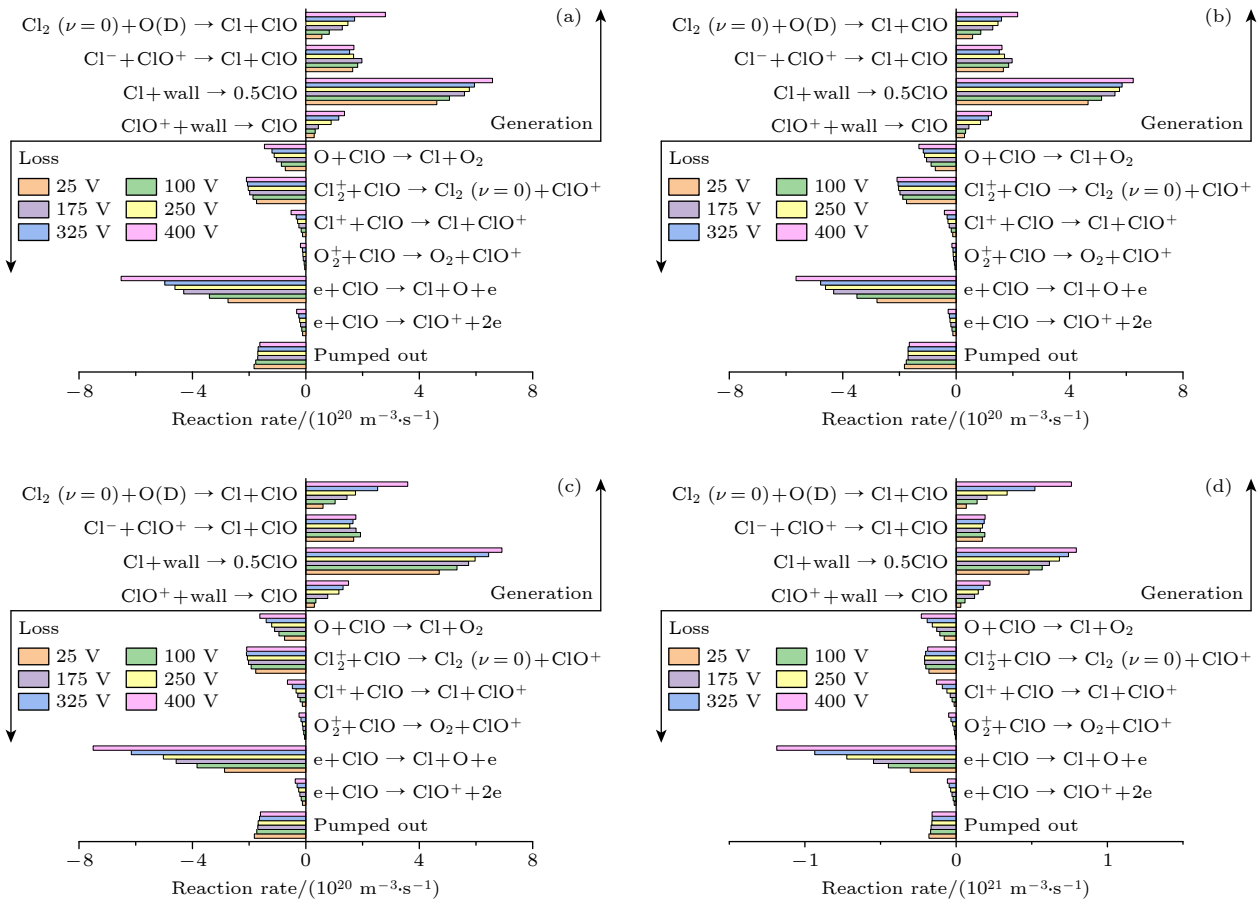 (a)
Cl₂ (ν=0)+O(D) → Cl+ClO
Cl⁻+ClO⁺ → Cl+ClO
Cl+wall → 0.5ClO
ClO⁺+wall → ClO
Generation
Loss
25 V 100 V
175 V 250 V
325 V 400 V
O+ClO → Cl+O₂
Cl₂⁺+ClO → Cl₂ (ν=0)+ClO⁺
Cl⁺+ClO → Cl+ClO⁺
O₂⁺+ClO → O₂+ClO⁺
e+ClO → Cl+O+e
e+ClO → ClO⁺+2e
Pumped out
−8 −4 0 4 8
Reaction rate/(10²⁰ m⁻³·s⁻¹)
(b)
Cl₂ (ν=0)+O(D) → Cl+ClO
Cl⁻+ClO⁺ → Cl+ClO
Cl+wall → 0.5ClO
ClO⁺+wall → ClO
Generation
Loss
25 V 100 V
175 V 250 V
325 V 400 V
O+ClO → Cl+O₂
Cl₂⁺+ClO → Cl₂ (ν=0)+ClO⁺
Cl⁺+ClO → Cl+ClO⁺
O₂⁺+ClO → O₂+ClO⁺
e+ClO → Cl+O+e
e+ClO → ClO⁺+2e
Pumped out
−8 −4 0 4 8
Reaction rate/(10²⁰ m⁻³·s⁻¹)
(c)
Cl₂ (ν=0)+O(D) → Cl+ClO
Cl⁻+ClO⁺ → Cl+ClO
Cl+wall → 0.5ClO
ClO⁺+wall → ClO
Generation
Loss
25 V 100 V
175 V 250 V
325 V 400 V
O+ClO → Cl+O₂
Cl₂⁺+ClO → Cl₂ (ν=0)+ClO⁺
Cl⁺+ClO → Cl+ClO⁺
O₂⁺+ClO → O₂+ClO⁺
e+ClO → Cl+O+e
e+ClO → ClO⁺+2e
Pumped out
−8 −4 0 4 8
Reaction rate/(10²⁰ m⁻³·s⁻¹)
(d)
Cl₂ (ν=0)+O(D) → Cl+ClO
Cl⁻+ClO⁺ → Cl+ClO
Cl+wall → 0.5ClO
ClO⁺+wall → ClO
Generation
Loss
25 V 100 V
175 V 250 V
325 V 400 V
O+ClO → Cl+O₂
Cl₂⁺+ClO → Cl₂ (ν=0)+ClO⁺
Cl⁺+ClO → Cl+ClO⁺
O₂⁺+ClO → O₂+ClO⁺
e+ClO → Cl+O+e
e+ClO → ClO⁺+2e
Pumped out
−1 0 1
Reaction rate/(10²¹ m⁻³·s⁻¹)